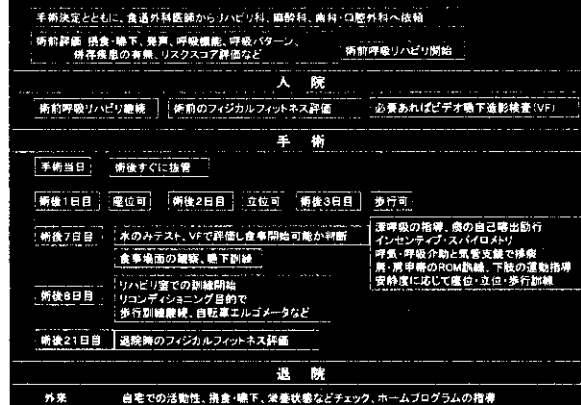 手術決定とともに、食道外科医師からリハビリ科、麻酔科、歯科・口腔外科へ依頼
術前評価 摂食・嚥下、発声、呼吸機能、呼吸パターン、
併存疾患の有無、リスクスコア評価など
術前呼吸リハビリ開始
入 院
術前呼吸リハビリ継続 術前のフィジカルフィットネス評価 必要あればビデオ嚥下造影検査(VF)
手 術
手術当日 術後すぐに抜管
術後1日目 座位可 術後2日目 立位可 術後3日目 歩行可
術後7日目 水のみテスト、VFで評価し食事開始可能か判断
食事場面の観察、嚥下訓練
深呼吸の指導、痰の自己喀出励行
インセンティブ・スパイロメトリ
呼気・呼吸介助と気管支鏡で排痰
肩・肩甲帯のROM訓練、下肢の運動指導
安静度に応じて座位・立位・歩行訓練
術後8日目 リハビリ室での訓練開始
リコンディショニング目的で
歩行訓練継続、自転車エルゴメータなど
術後21日目 退院時のフィジカルフィットネス評価
退 院
外来 自宅での活動性、摂食・嚥下、栄養状態などチェック、ホームプログラムの指導